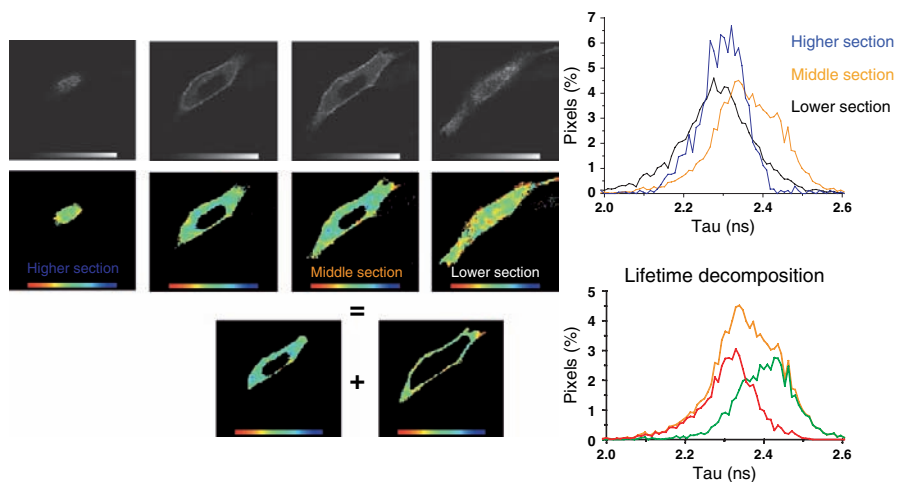 Higher section
Middle section
Lower section
=
+
7
6
5
4
3
2
1
0
Pixels (%)
Higher section
Middle section
Lower section
2.0 2.2 2.4 2.6
Tau (ns)
Lifetime decomposition
5
4
3
2
1
0
Pixels (%)
2.0 2.2 2.4 2.6
Tau (ns)